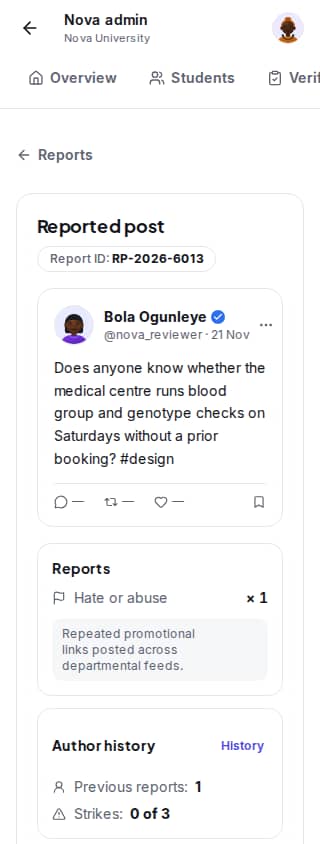 Nova admin
Nova University
Overview Students Verif
Reports
Reported post
Report ID: RP-2026-6013
Bola Ogunleye
@nova_reviewer · 21 Nov
Does anyone know whether the
medical centre runs blood
group and genotype checks on
Saturdays without a prior
booking? #design
— — —
Reports
Hate or abuse × 1
Repeated promotional
links posted across
departmental feeds.
Author history History
Previous reports: 1
Strikes: 0 of 3